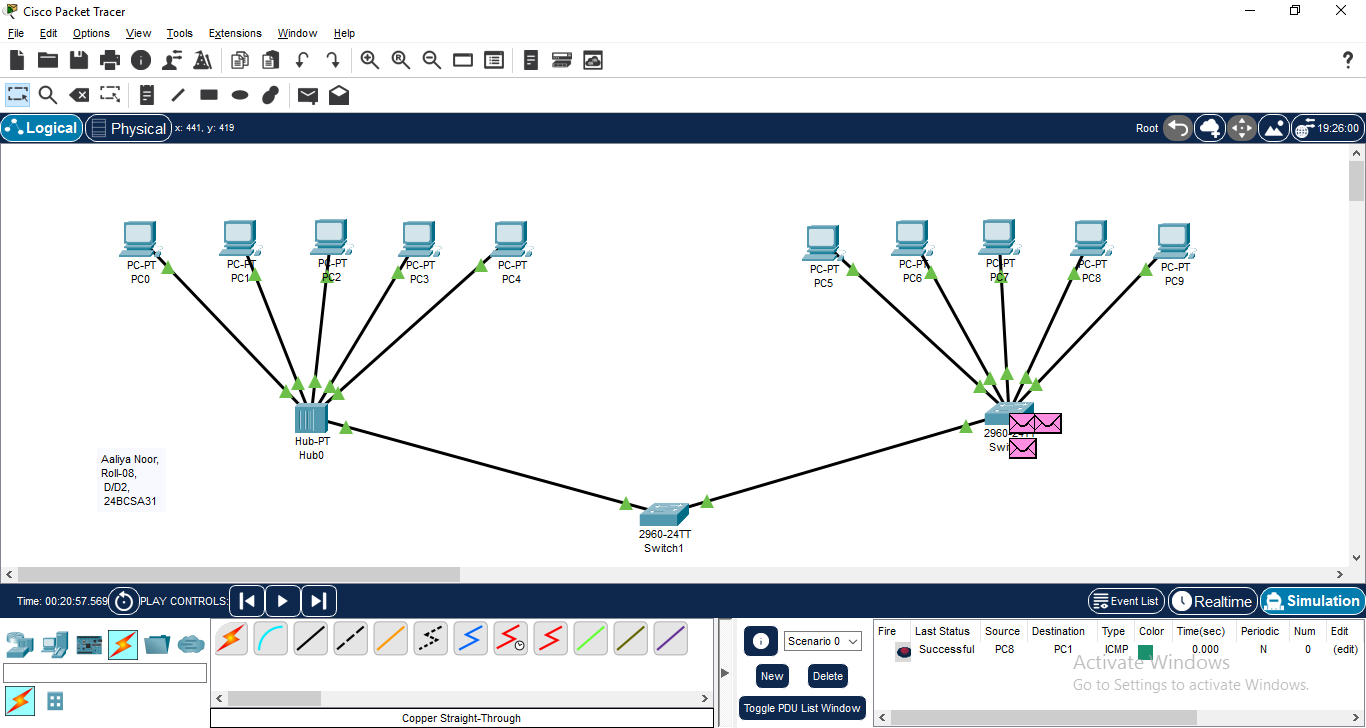 Cisco Packet Tracer
File Edit Options View Tools Extensions Window Help
?
Logical Physical x: 441, y: 419 Root 19:26:00
PC-PT
PC0
PC-PT
PC1
PC-PT
PC2
PC-PT
PC3
PC-PT
PC4
PC-PT
PC5
PC-PT
PC6
PC-PT
PC7
PC-PT
PC8
PC-PT
PC9
Hub-PT
Hub0
2960-24TT
Swi
Aaliya Noor,
Roll-08,
D/D2,
24BCSA31
2960-24TT
Switch1
Time: 00:20:57.569 PLAY CONTROLS: Event List Realtime Simulation
Scenario 0
New Delete
Toggle PDU List Window
Fire Last Status Source Destination Type Color Time(sec) Periodic Num Edit
Successful PC8 PC1 ICMP 0.000 N 0 (edit)
Activate Windows
Go to Settings to activate Windows.
Copper Straight-Through